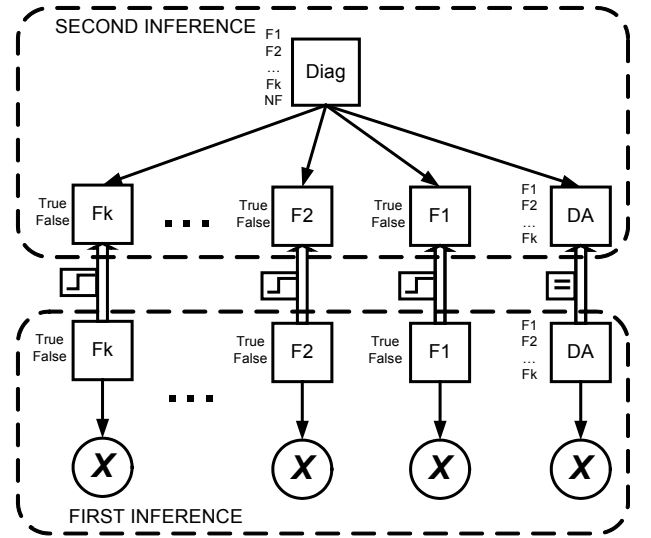 SECOND INFERENCE
F1
F2
...
Fk
NF
Diag
True
False
Fk
...
True
False
F2
True
False
F1
F1
F2
...
Fk
DA
=
True
False
Fk
...
True
False
F2
True
False
F1
F1
F2
...
Fk
DA
X
X
X
X
FIRST INFERENCE